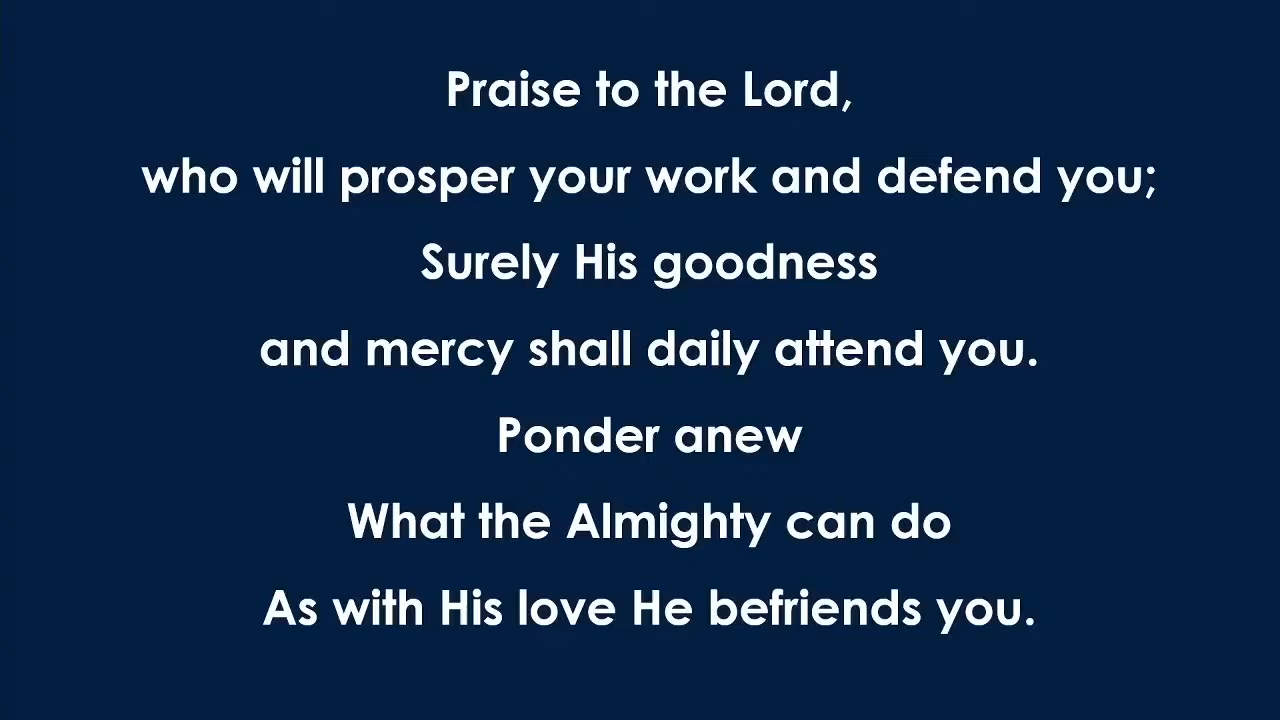 Praise to the Lord,
who will prosper your work and defend you;
Surely His goodness
and mercy shall daily attend you.
Ponder anew
What the Almighty can do
As with His love He befriends you.